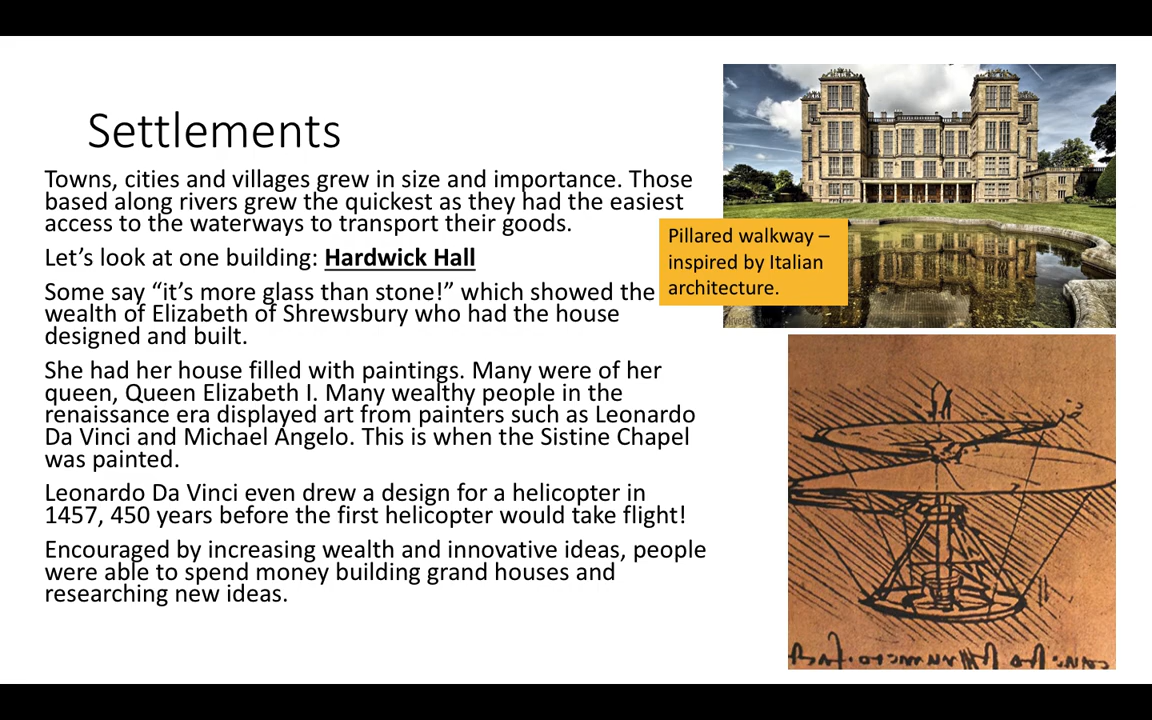 Settlements
Towns, cities and villages grew in size and importance. Those
based along rivers grew the quickest as they had the easiest
access to the waterways to transport their goods.
Let’s look at one building: Hardwick Hall
Some say “it’s more glass than stone!” which showed the
wealth of Elizabeth of Shrewsbury who had the house
designed and built.
She had her house filled with paintings. Many were of her
queen, Queen Elizabeth I. Many wealthy people in the
renaissance era displayed art from painters such as Leonardo
Da Vinci and Michael Angelo. This is when the Sistine Chapel
was painted.
Leonardo Da Vinci even drew a design for a helicopter in
1457, 450 years before the first helicopter would take flight!
Encouraged by increasing wealth and innovative ideas, people
were able to spend money building grand houses and
researching new ideas.
Pillared walkway –
inspired by Italian
architecture.